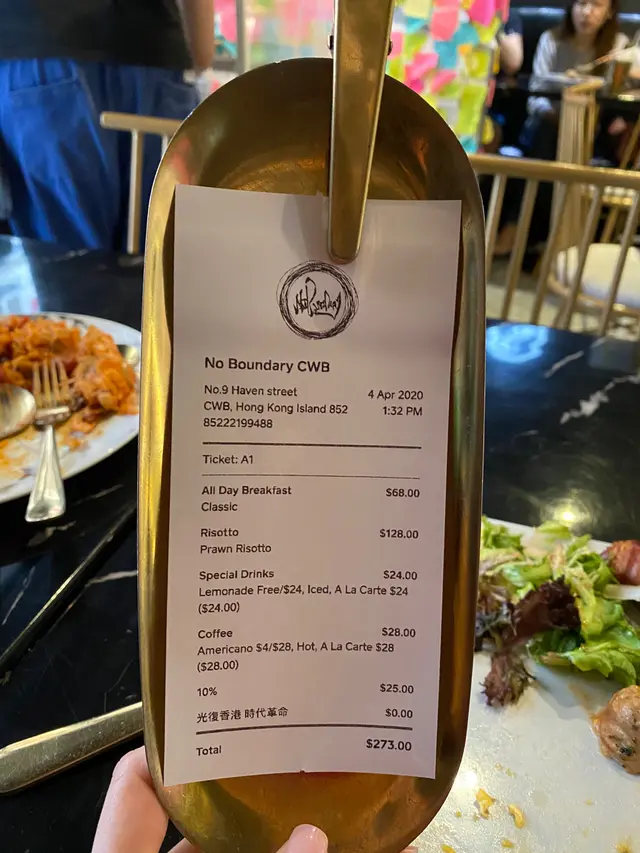 No Boundary CWB
No.9 Haven street 4 Apr 2020
CWB, Hong Kong Island 852 1:32 PM
85222199488
Ticket: A1
All Day Breakfast $68.00
Classic
Risotto $128.00
Prawn Risotto
Special Drinks $24.00
Lemonade Free/$24, Iced, A La Carte $24
($24.00)
Coffee $28.00
Americano $4/$28, Hot, A La Carte $28
($28.00)
10% $25.00
光復香港 時代革命 $0.00
Total $273.00